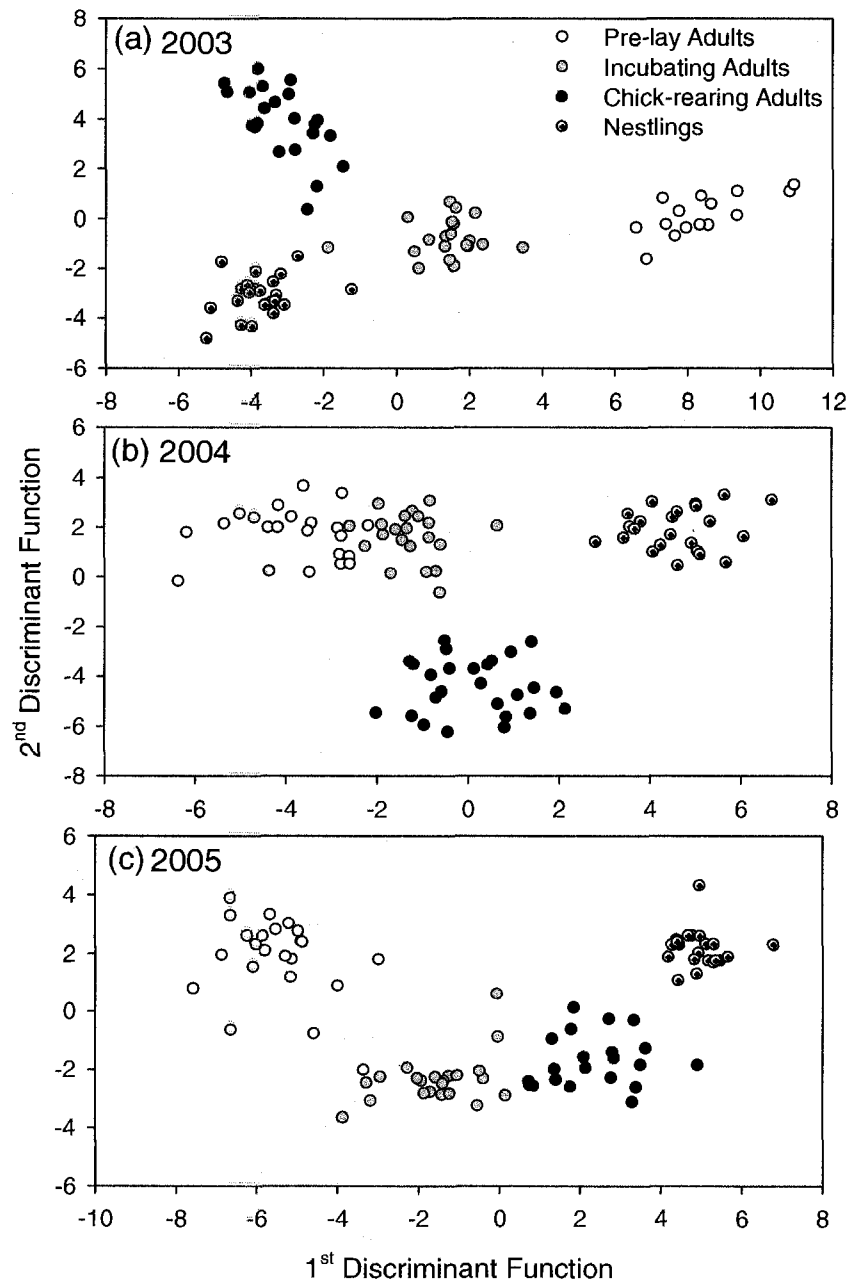 (a) 2003
Pre-lay Adults
Incubating Adults
Chick-rearing Adults
Nestlings
8
6
4
2
0
-2
-4
-6
-8 -6 -4 -2 0 2 4 6 8 10 12
(b) 2004
6
4
2
0
-2
-4
-6
-8
-8 -6 -4 -2 0 2 4 6 8
2nd Discriminant Function
(c) 2005
6
4
2
0
-2
-4
-6
-10 -8 -6 -4 -2 0 2 4 6 8
1st Discriminant Function